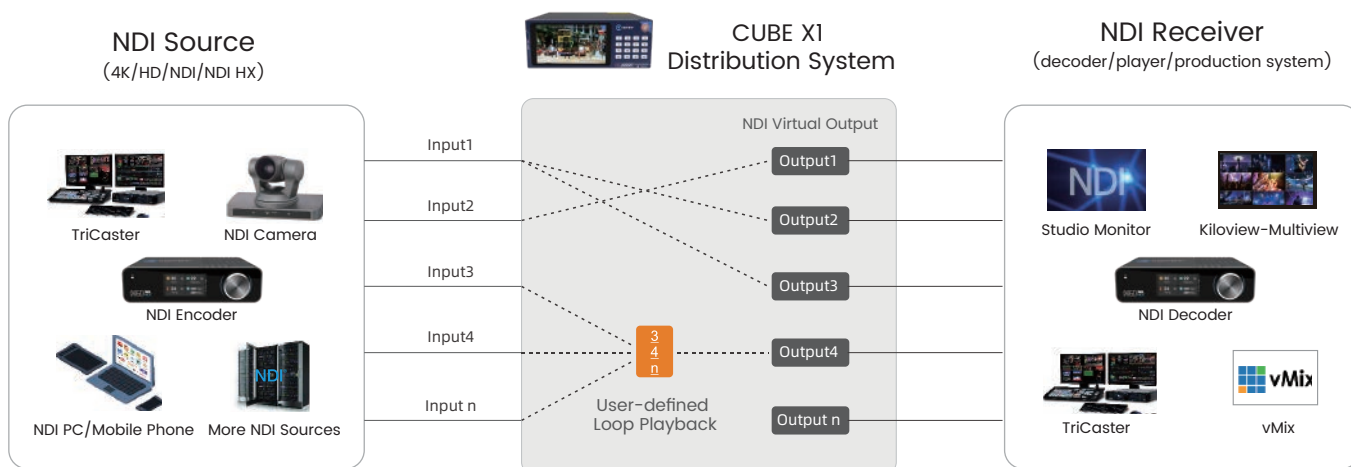 NDI Source
(4K/HD/NDI/NDI HX)
CUBE X1
Distribution System
NDI Receiver
(decoder/player/production system)
TriCaster
NDI Camera
NDI Encoder
NDI
NDI PC/Mobile Phone
More NDI Sources
Input1
Input2
Input3
Input4
Input n
NDI Virtual Output
Output1
Output2
Output3
3
4
n
Output4
User-defined
Loop Playback
Output n
NDI
Studio Monitor
Kiloview-Multiview
NDI Decoder
TriCaster
vMix
vMix